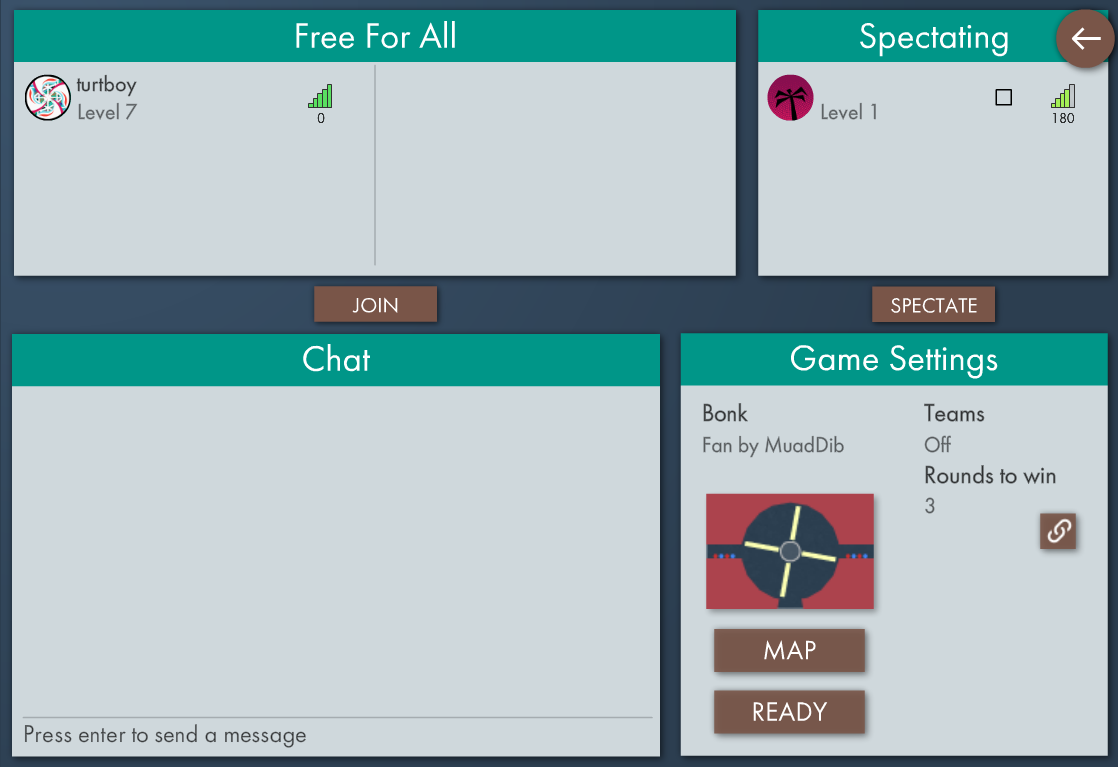 Free For All
turtboy
Level 7
0
JOIN
Spectating
Level 1
180
SPECTATE
Chat
Press enter to send a message
Game Settings
Bonk
Fan by MuadDib
Teams
Off
Rounds to win
3
MAP
READY